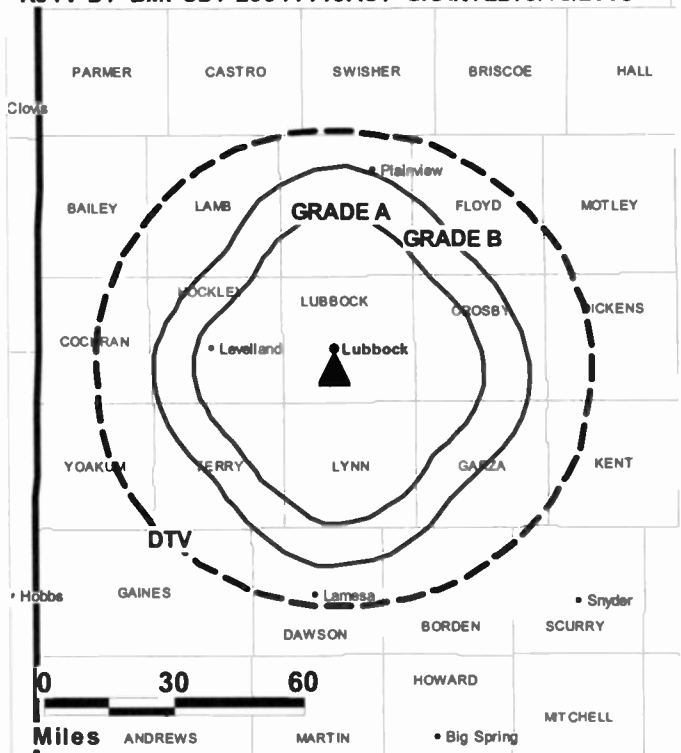 PARMER CASTRO SWISHER BRISCOE HALL
Clovis
Plainview
BAILEY LAMB GRADE A FLOYD MOTLEY
GRADE B
HOCKLEY LUBBOCK CROSBY DICKENS
COCHRAN Levelland Lubbock
YOAKUM TERRY LYNN GARZA KENT
DTV
Hobbs GAINES Lamesa Snyder
DAWSON BORDEN SCURRY
0 30 60 HOWARD
MITCHELL
Miles ANDREWS MARTIN Big Spring